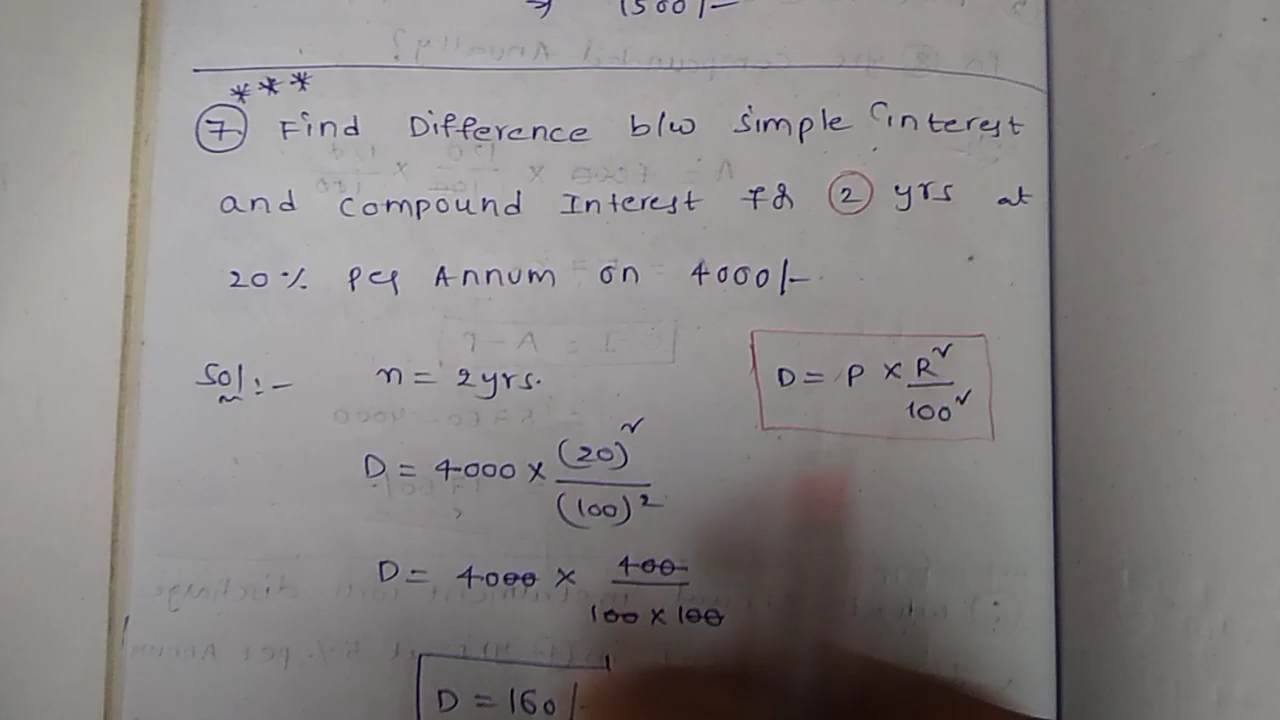 ⇒ 1500/-
***
7 Find Difference b/w simple interest
and compound Interest for 2 yrs at
20% Per Annum on 4000/-
Sol:- n = 2yrs.
D = P × R²/100²
D = 4000 × (20)²/(100)²
D = 4000 × 400/100 × 100
D = 160/-